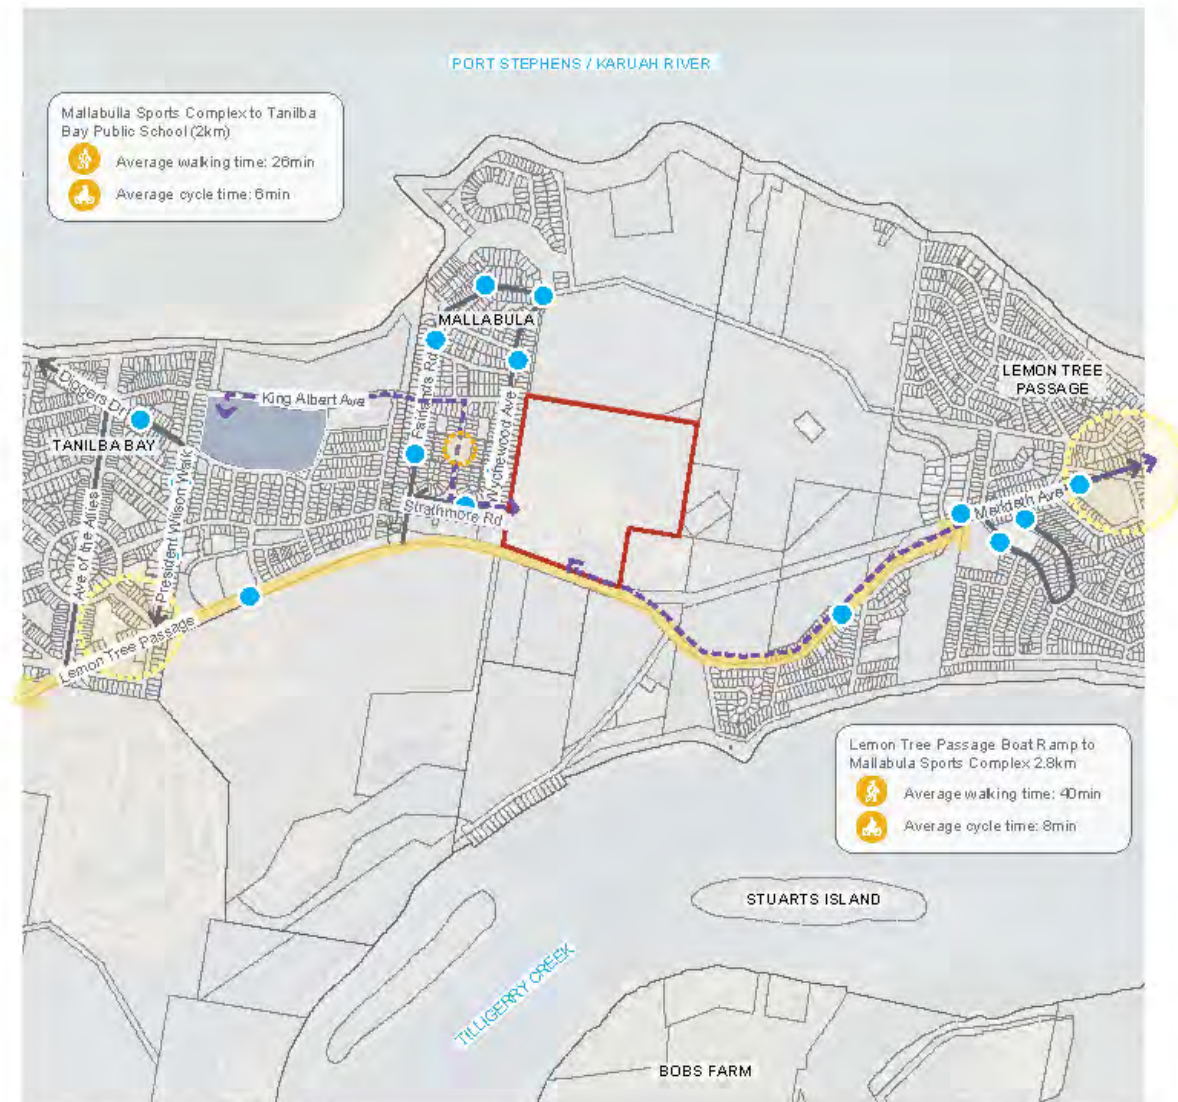 PORT STEPHENS / KARUAH RIVER
Mallabulla Sports Complex to Tanilba
Bay Public School (2km)
Average walking time: 26min
Average cycle time: 6min
MALLABULA
LEMON TREE
PASSAGE
Diggers Dr
King Albert Ave
Fairlands Rd
Wychewood Ave
TANILBA BAY
President Wilson Walk
Ave of the Allies
Strathmore Rd
Meridith Ave
Lemon Tree Passage
Lemon Tree Passage Boat Ramp to
Mallabula Sports Complex 2.8km
Average walking time: 40min
Average cycle time: 8min
STUARTS ISLAND
TILLIGERRY CREEK
BOBS FARM